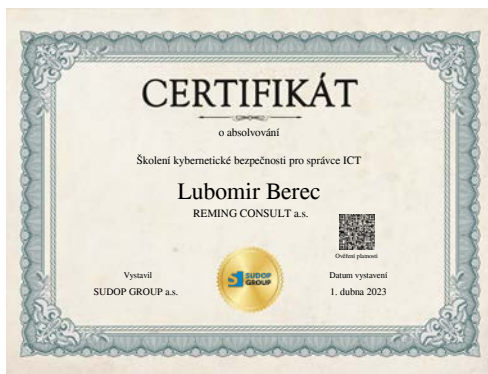 CERTIFIKÁT
o absolvování
Školení kybernetické bezpečnosti pro správce ICT
Lubomir Berec
REMING CONSULT a.s.
Ověření platnosti
SUDOP
GROUP
Vystavil
SUDOP GROUP a.s.
Datum vystavení
1. dubna 2023